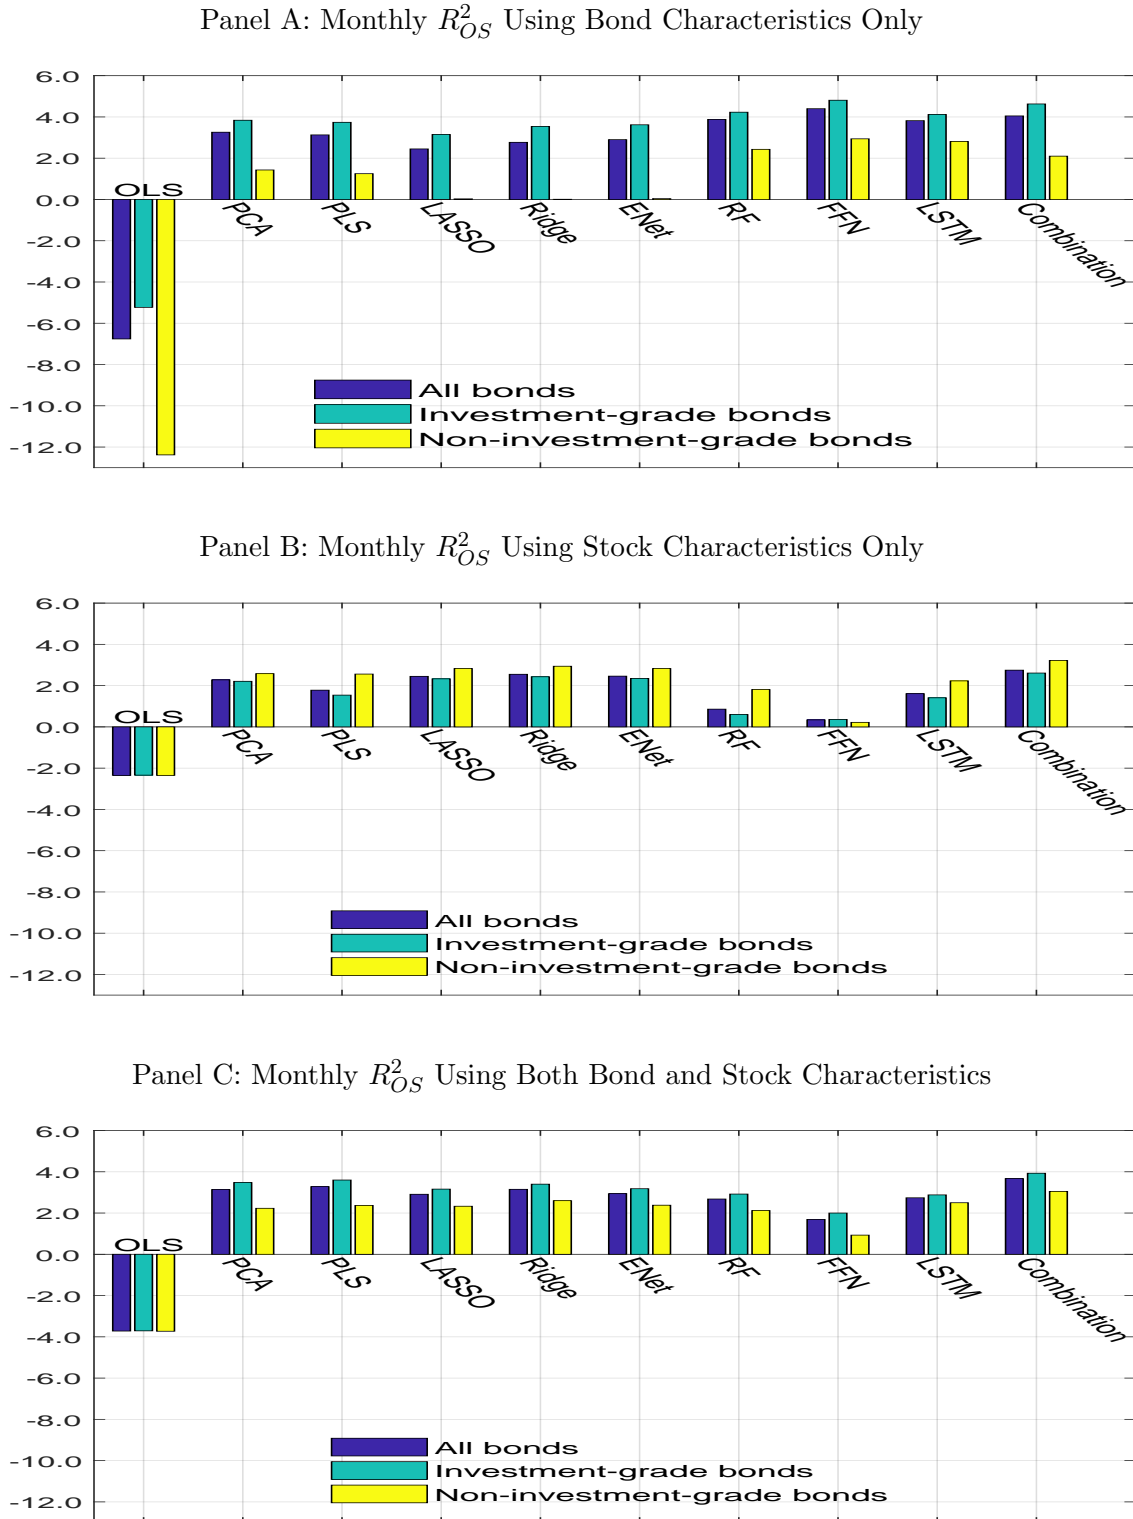 Panel A: Monthly R²_OS Using Bond Characteristics Only
6.0
4.0
2.0
0.0
-2.0
-4.0
-6.0
-8.0
-10.0
-12.0
OLS
PCA
PLS
LASSO
Ridge
ENet
RF
FFN
LSTM
Combination
All bonds
Investment-grade bonds
Non-investment-grade bonds
Panel B: Monthly R²_OS Using Stock Characteristics Only
6.0
4.0
2.0
0.0
-2.0
-4.0
-6.0
-8.0
-10.0
-12.0
OLS
PCA
PLS
LASSO
Ridge
ENet
RF
FFN
LSTM
Combination
All bonds
Investment-grade bonds
Non-investment-grade bonds
Panel C: Monthly R²_OS Using Both Bond and Stock Characteristics
6.0
4.0
2.0
0.0
-2.0
-4.0
-6.0
-8.0
-10.0
-12.0
OLS
PCA
PLS
LASSO
Ridge
ENet
RF
FFN
LSTM
Combination
All bonds
Investment-grade bonds
Non-investment-grade bonds